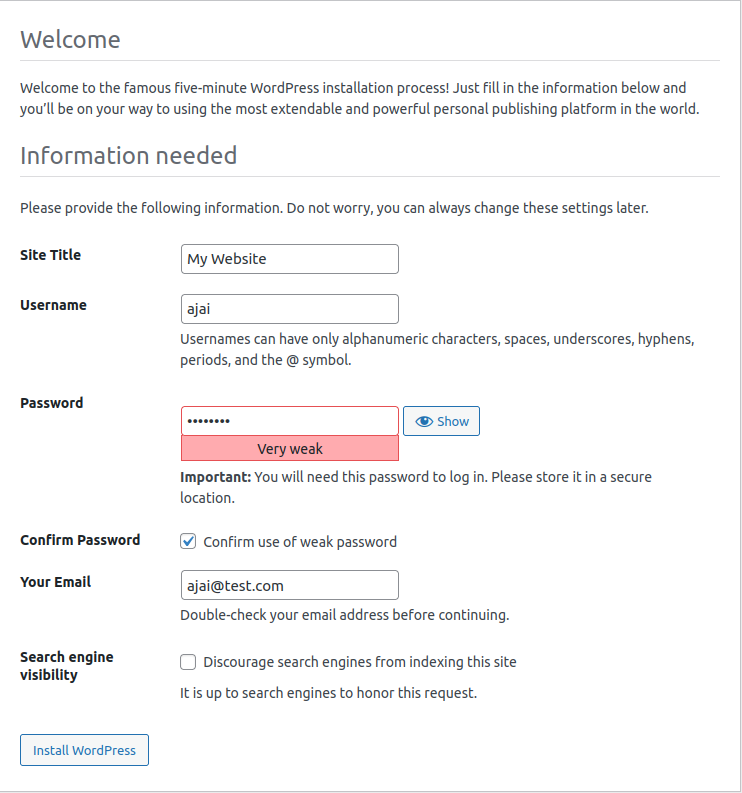 Welcome
Welcome to the famous five-minute WordPress installation process! Just fill in the information below and
you’ll be on your way to using the most extendable and powerful personal publishing platform in the world.
Information needed
Please provide the following information. Do not worry, you can always change these settings later.
Site Title
My Website
Username
ajai
Usernames can have only alphanumeric characters, spaces, underscores, hyphens,
periods, and the @ symbol.
Password
••••••••
Show
Very weak
Important: You will need this password to log in. Please store it in a secure
location.
Confirm Password
Confirm use of weak password
Your Email
ajai@test.com
Double-check your email address before continuing.
Search engine
visibility
Discourage search engines from indexing this site
It is up to search engines to honor this request.
Install WordPress